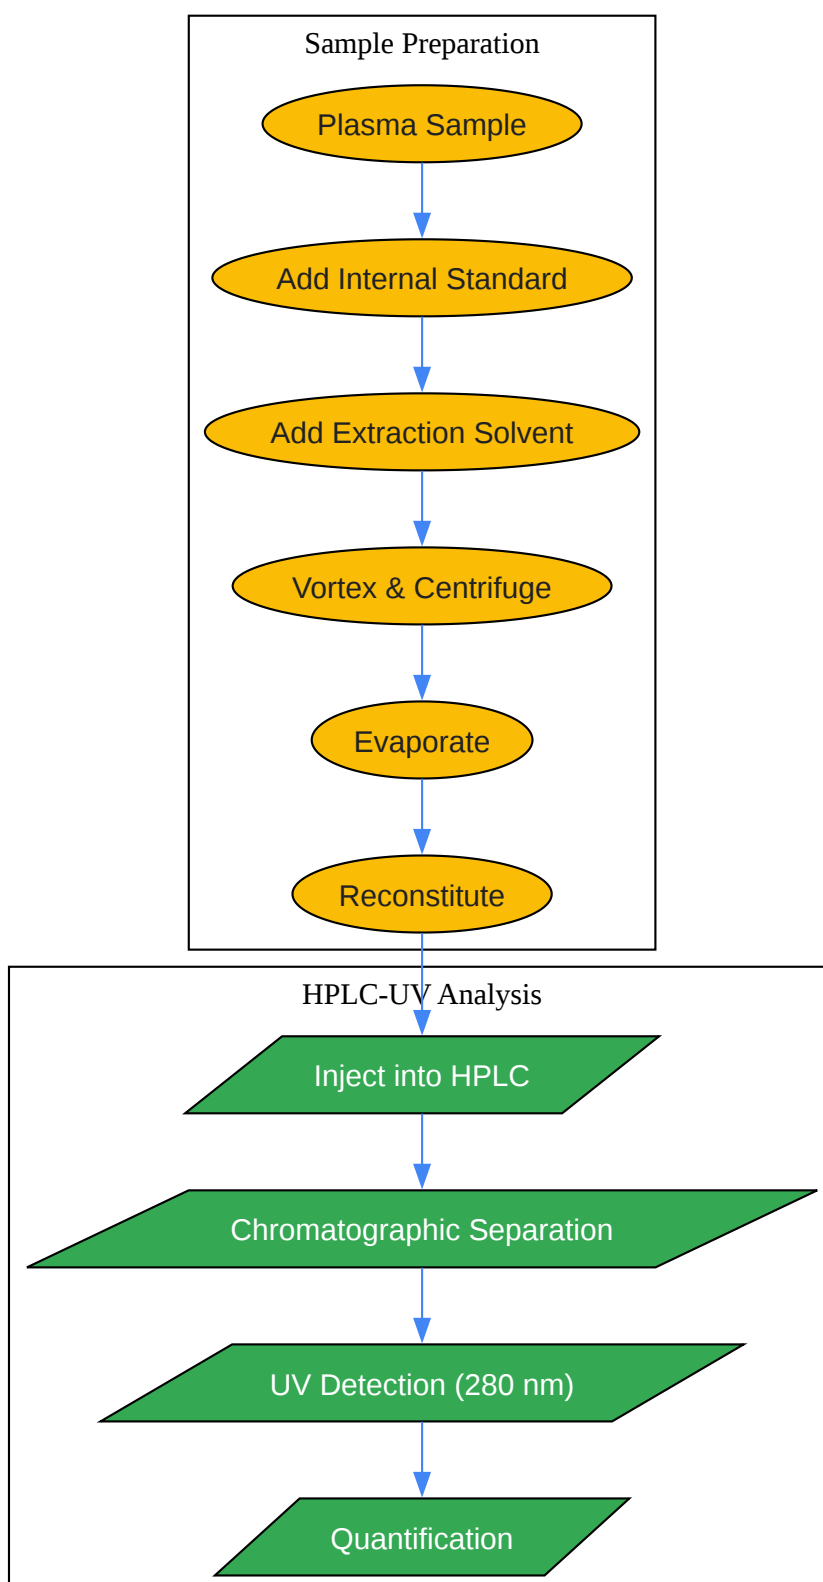 Sample Preparation
Plasma Sample
Add Internal Standard
Add Extraction Solvent
Vortex & Centrifuge
Evaporate
Reconstitute
HPLC-UV Analysis
Inject into HPLC
Chromatographic Separation
UV Detection (280 nm)
Quantification